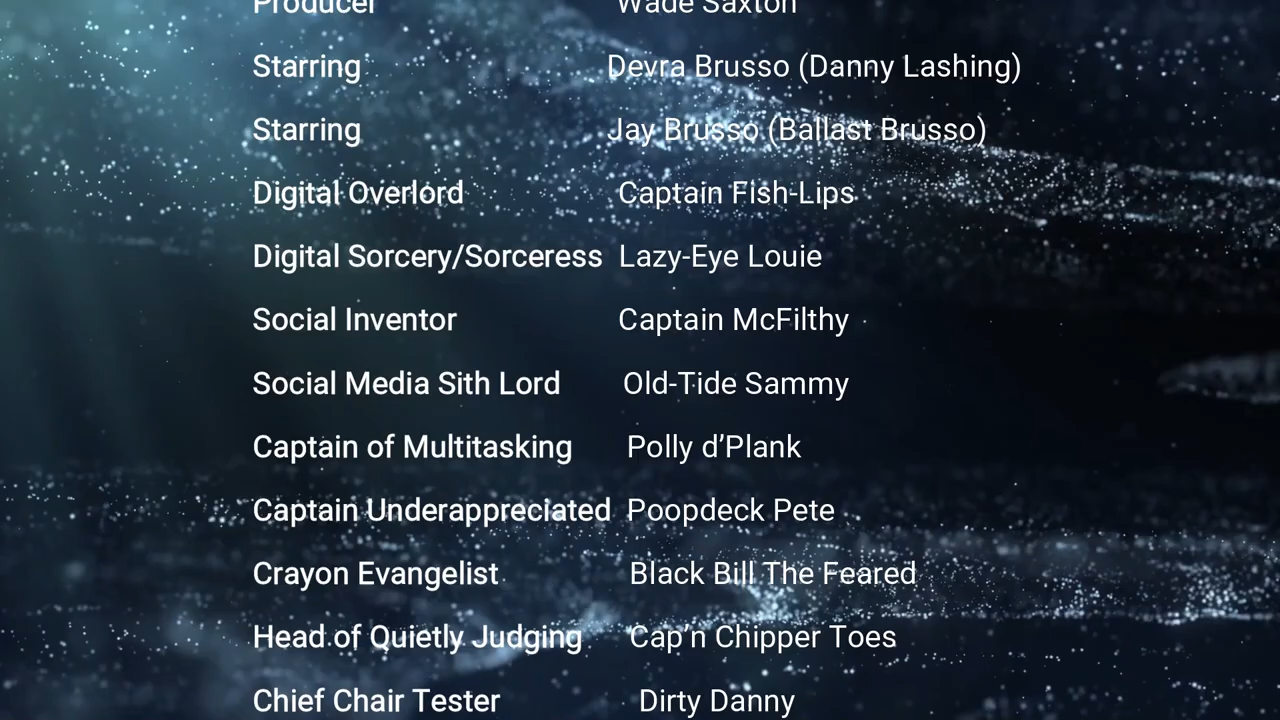 Producer Wade Saxton
Starring Devra Brusso (Danny Lashing)
Starring Jay Brusso (Ballast Brusso)
Digital Overlord Captain Fish-Lips
Digital Sorcery/Sorceress Lazy-Eye Louie
Social Inventor Captain McFilthy
Social Media Sith Lord Old-Tide Sammy
Captain of Multitasking Polly d’Plank
Captain Underappreciated Poopdeck Pete
Crayon Evangelist Black Bill The Feared
Head of Quietly Judging Cap’n Chipper Toes
Chief Chair Tester Dirty Danny